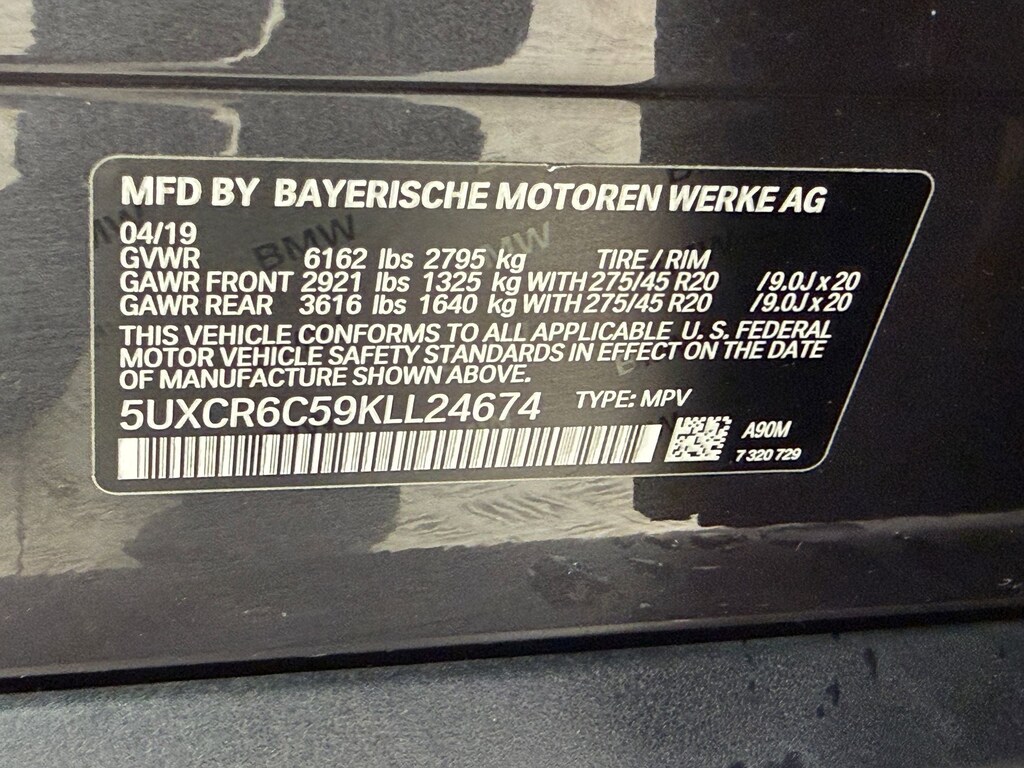 MFD BY BAYERISCHE MOTOREN WERKE AG
04/19
GVWR 6162 lbs 2795 kg TIRE / RIM
GAWR FRONT 2921 lbs 1325 kg WITH 275/45 R20 /9.0J x 20
GAWR REAR 3616 lbs 1640 kg WITH 275/45 R20 /9.0J x 20
THIS VEHICLE CONFORMS TO ALL APPLICABLE U. S. FEDERAL
MOTOR VEHICLE SAFETY STANDARDS IN EFFECT ON THE DATE
OF MANUFACTURE SHOWN ABOVE.
5UXCR6C59KLL24674 TYPE: MPV
A90M
7 320 729
BMW